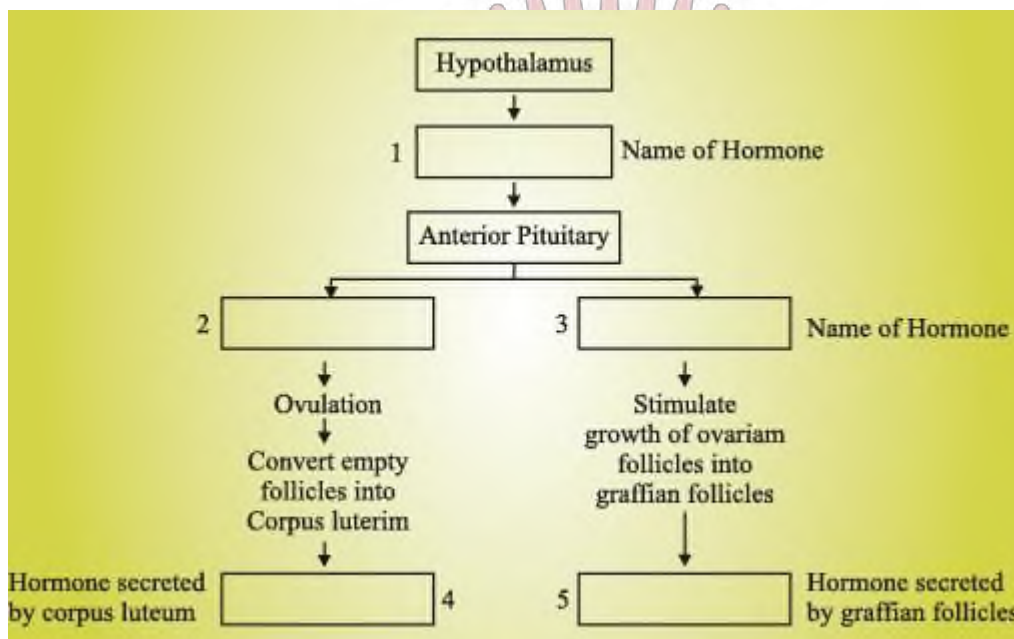 Hypothalamus
1
Name of Hormone
Anterior Pituitary
2
3
Name of Hormone
Ovulation
Convert empty
follicles into
Corpus luterim
Stimulate
growth of ovariam
follicles into
graffian follicles
Hormone secreted
by corpus luteum
4
5
Hormone secreted
by graffian follicles